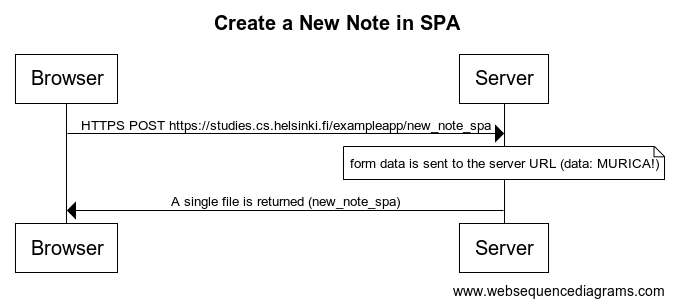 Create a New Note in SPA
Browser
Server
HTTPS POST https://studies.cs.helsinki.fi/exampleapp/new_note_spa
form data is sent to the server URL (data: MURICA!)
A single file is returned (new_note_spa)
Browser
Server
www.websequencediagrams.com